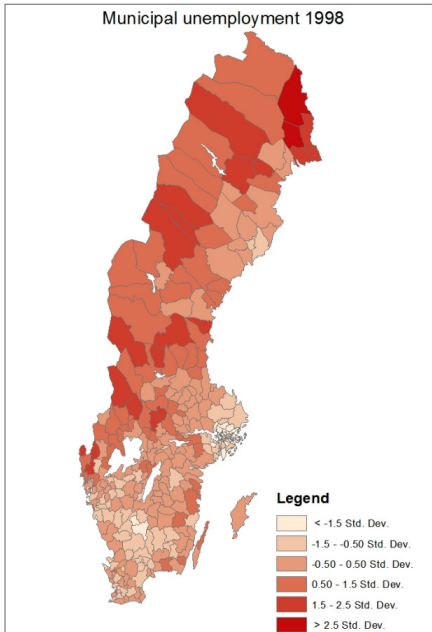 Municipal unemployment 1998
Legend
< -1.5 Std. Dev.
-1.5 - -0.50 Std. Dev.
-0.50 - 0.50 Std. Dev.
0.50 - 1.5 Std. Dev.
1.5 - 2.5 Std. Dev.
> 2.5 Std. Dev.